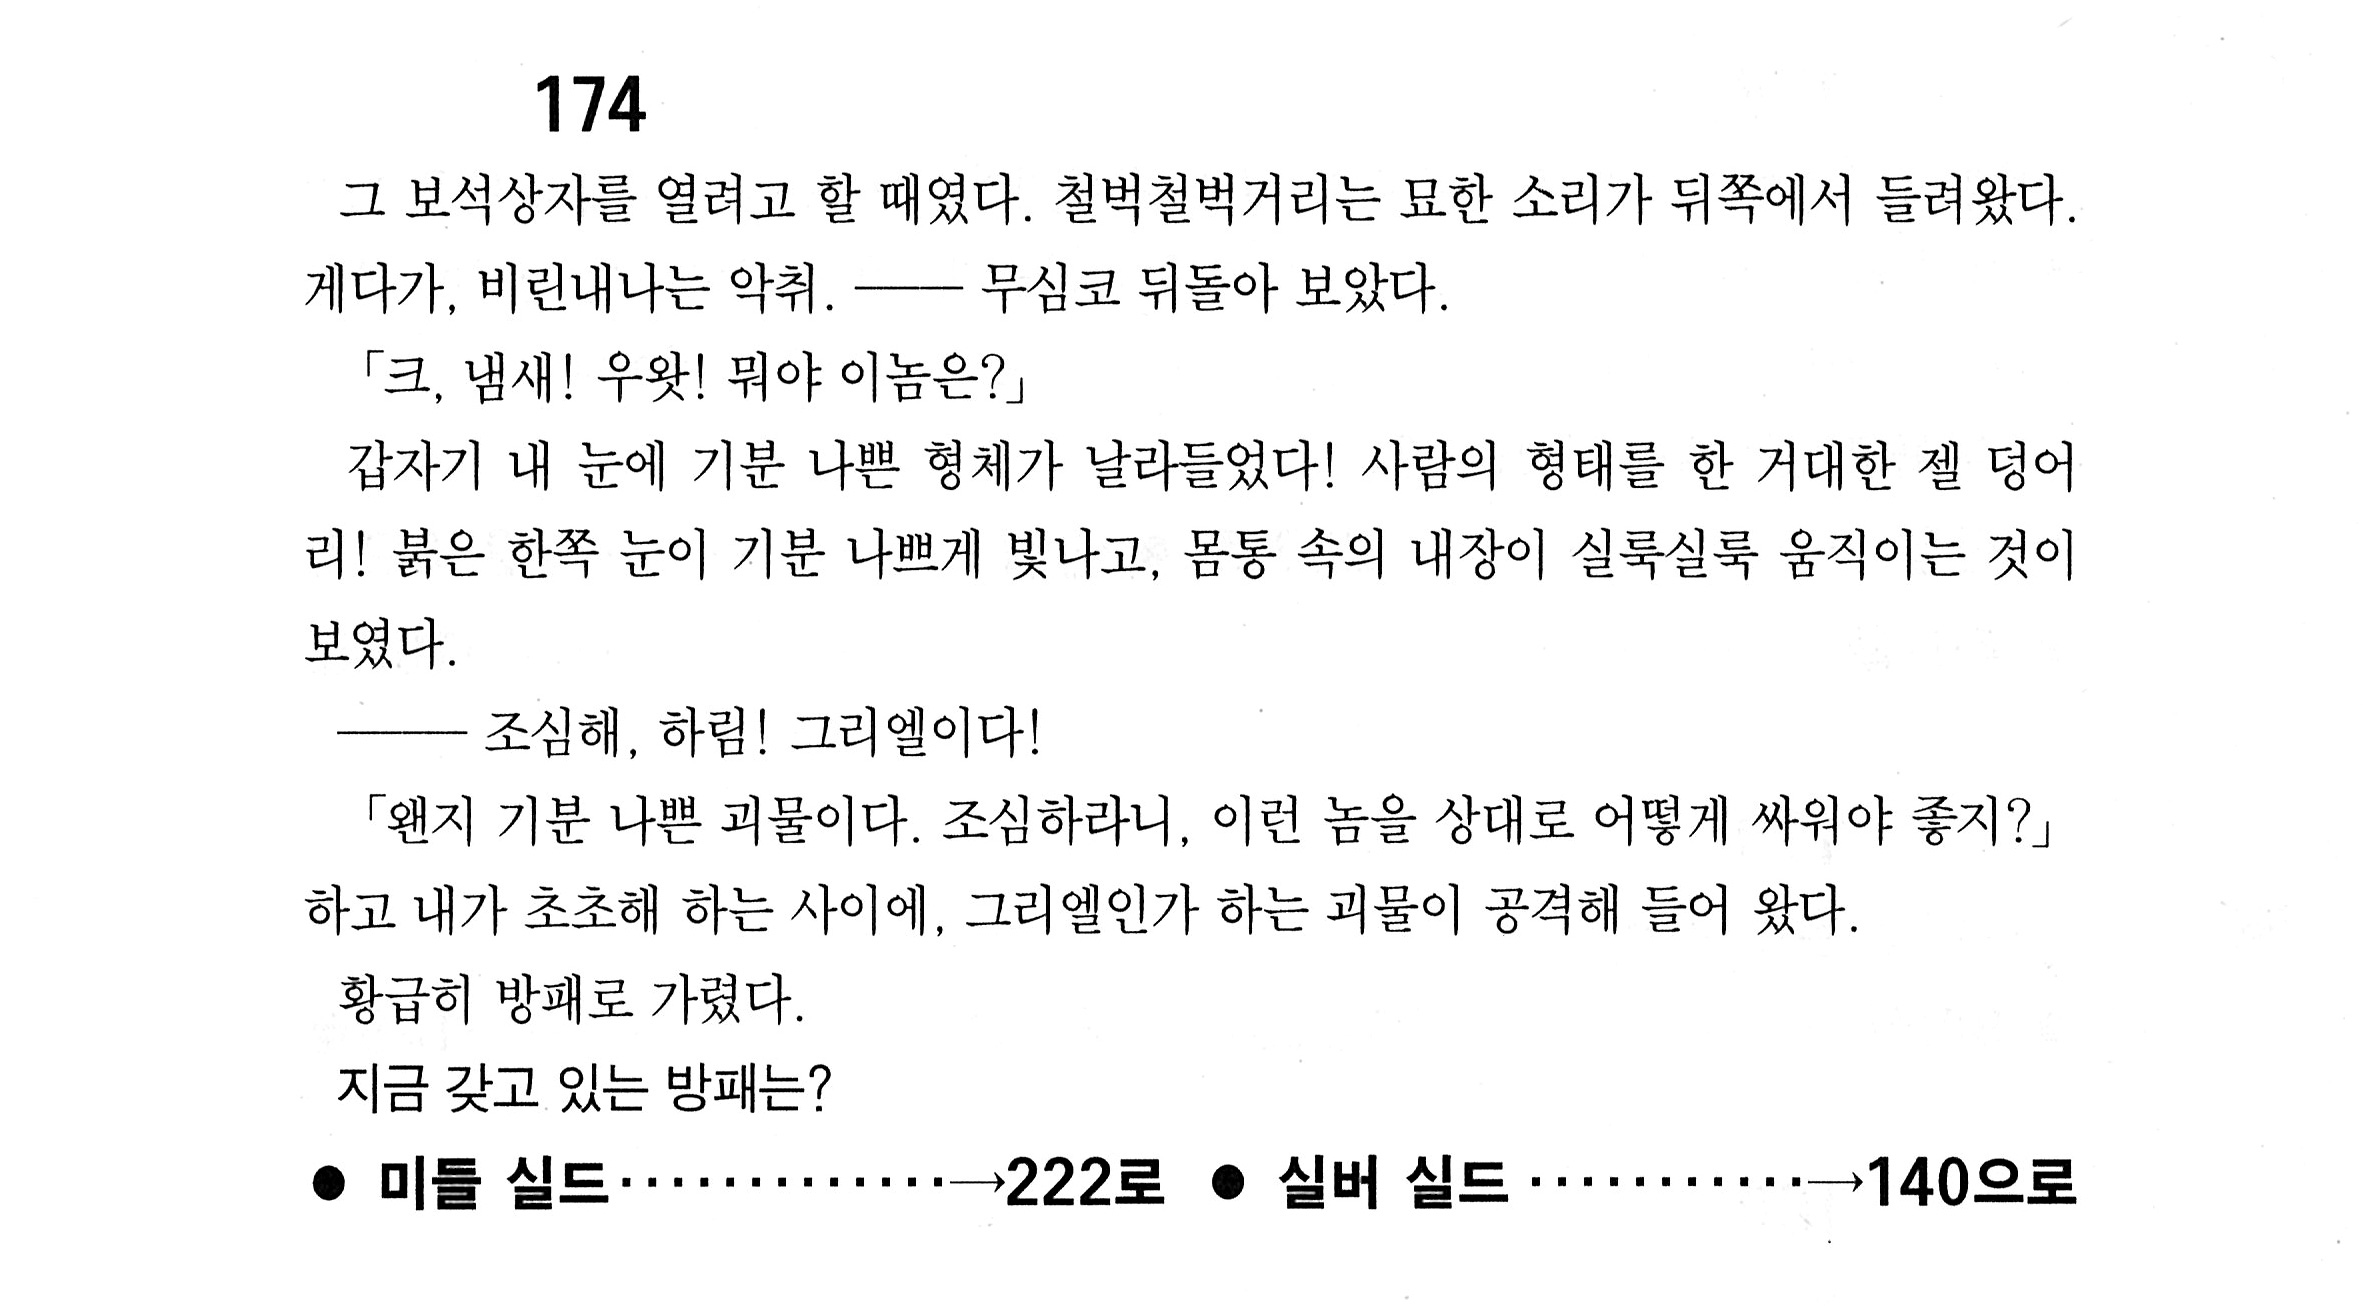 174
그 보석상자를 열려고 할 때였다. 철벅철벅거리는 묘한 소리가 뒤쪽에서 들려왔다.
게다가, 비린내나는 악취. ─── 무심코 뒤돌아 보았다.
「크, 냄새! 우왓! 뭐야 이놈은?」
갑자기 내 눈에 기분 나쁜 형체가 날라들었다! 사람의 형태를 한 거대한 젤 덩어
리! 붉은 한쪽 눈이 기분 나쁘게 빛나고, 몸통 속의 내장이 실룩실룩 움직이는 것이
보였다.
─── 조심해, 하림! 그리엘이다!
「왠지 기분 나쁜 괴물이다. 조심하라니, 이런 놈을 상대로 어떻게 싸워야 좋지?」
하고 내가 초초해 하는 사이에, 그리엘인가 하는 괴물이 공격해 들어 왔다.
황급히 방패로 가렸다.
지금 갖고 있는 방패는?
● 미들 실드·············→222로 ● 실버 실드···········→140으로